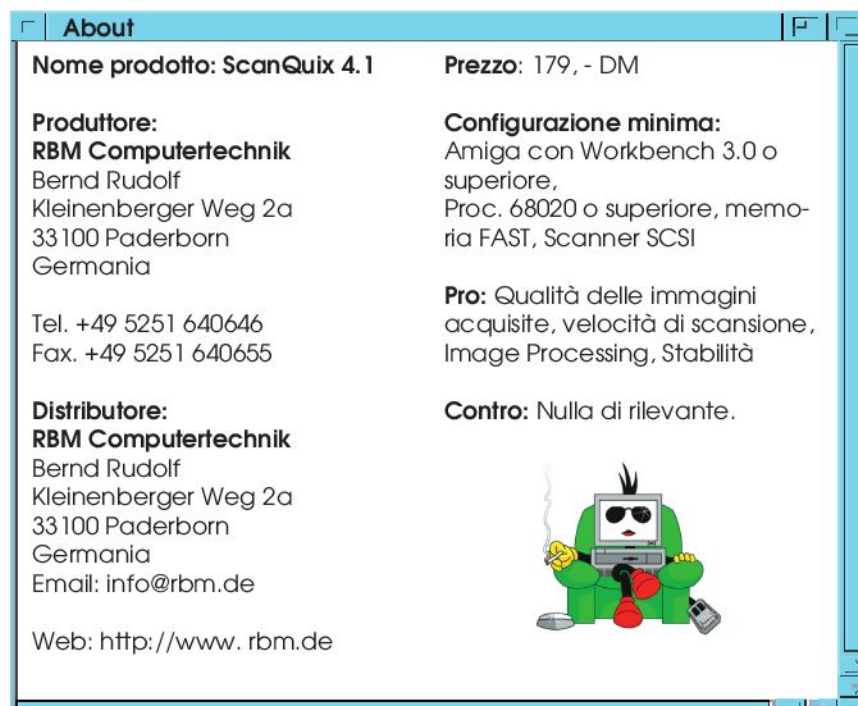 About
Nome prodotto: ScanQuix 4.1
Produttore:
RBM Computertechnik
Bernd Rudolf
Kleinenberger Weg 2a
33100 Paderborn
Germania
Tel. +49 5251 640646
Fax. +49 5251 640655
Distributore:
RBM Computertechnik
Bernd Rudolf
Kleinenberger Weg 2a
33100 Paderborn
Germania
Email: info@rbm.de
Web: http://www. rbm.de
Prezzo: 179, - DM
Configurazione minima:
Amiga con Workbench 3.0 o
superiore,
Proc. 68020 o superiore, memo-
ria FAST, Scanner SCSI
Pro: Qualità delle immagini
acquisite, velocità di scansione,
Image Processing, Stabilità
Contro: Nulla di rilevante.